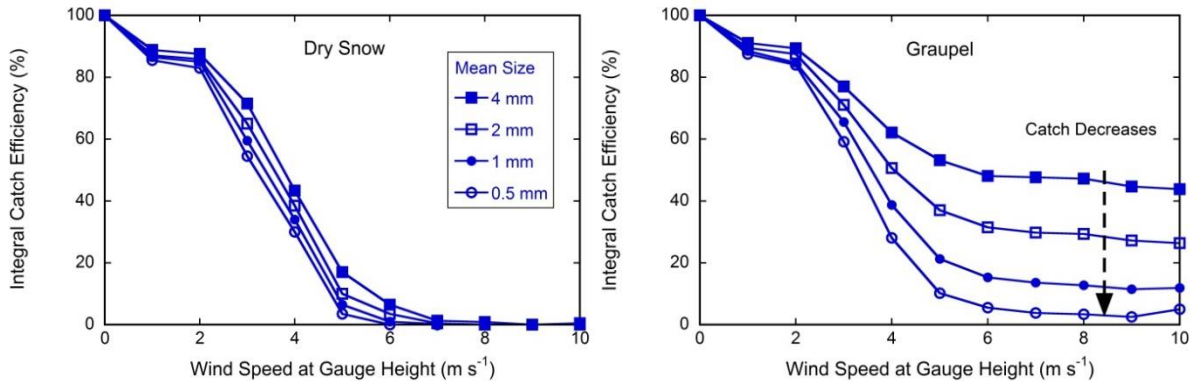 Dry Snow
Mean Size
4 mm
2 mm
1 mm
0.5 mm
Integral Catch Efficiency (%)
100
80
60
40
20
0
0 2 4 6 8 10
Wind Speed at Gauge Height (m s⁻¹)
Graupel
Catch Decreases
Integral Catch Efficiency (%)
100
80
60
40
20
0
0 2 4 6 8 10
Wind Speed at Gauge Height (m s⁻¹)